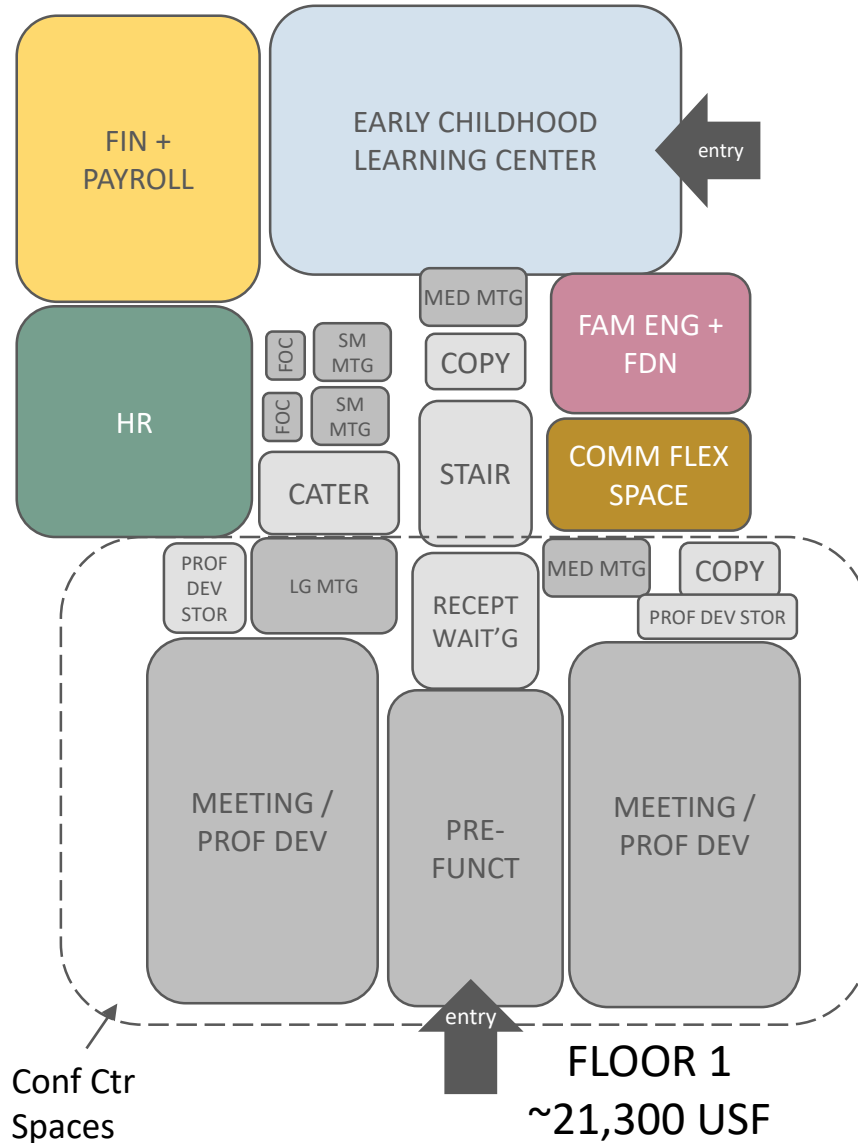 FIN +
PAYROLL
EARLY CHILDHOOD
LEARNING CENTER
entry
MED MTG
FAM ENG +
FDN
HR
FOC
SM
MTG
COPY
FOC
SM
MTG
CATER
STAIR
COMM FLEX
SPACE
PROF
DEV
STOR
LG MTG
RECEPT
WAIT'G
MED MTG
COPY
PROF DEV STOR
MEETING /
PROF DEV
PRE-
FUNCT
MEETING /
PROF DEV
entry
Conf Ctr
Spaces
FLOOR 1
~21,300 USF